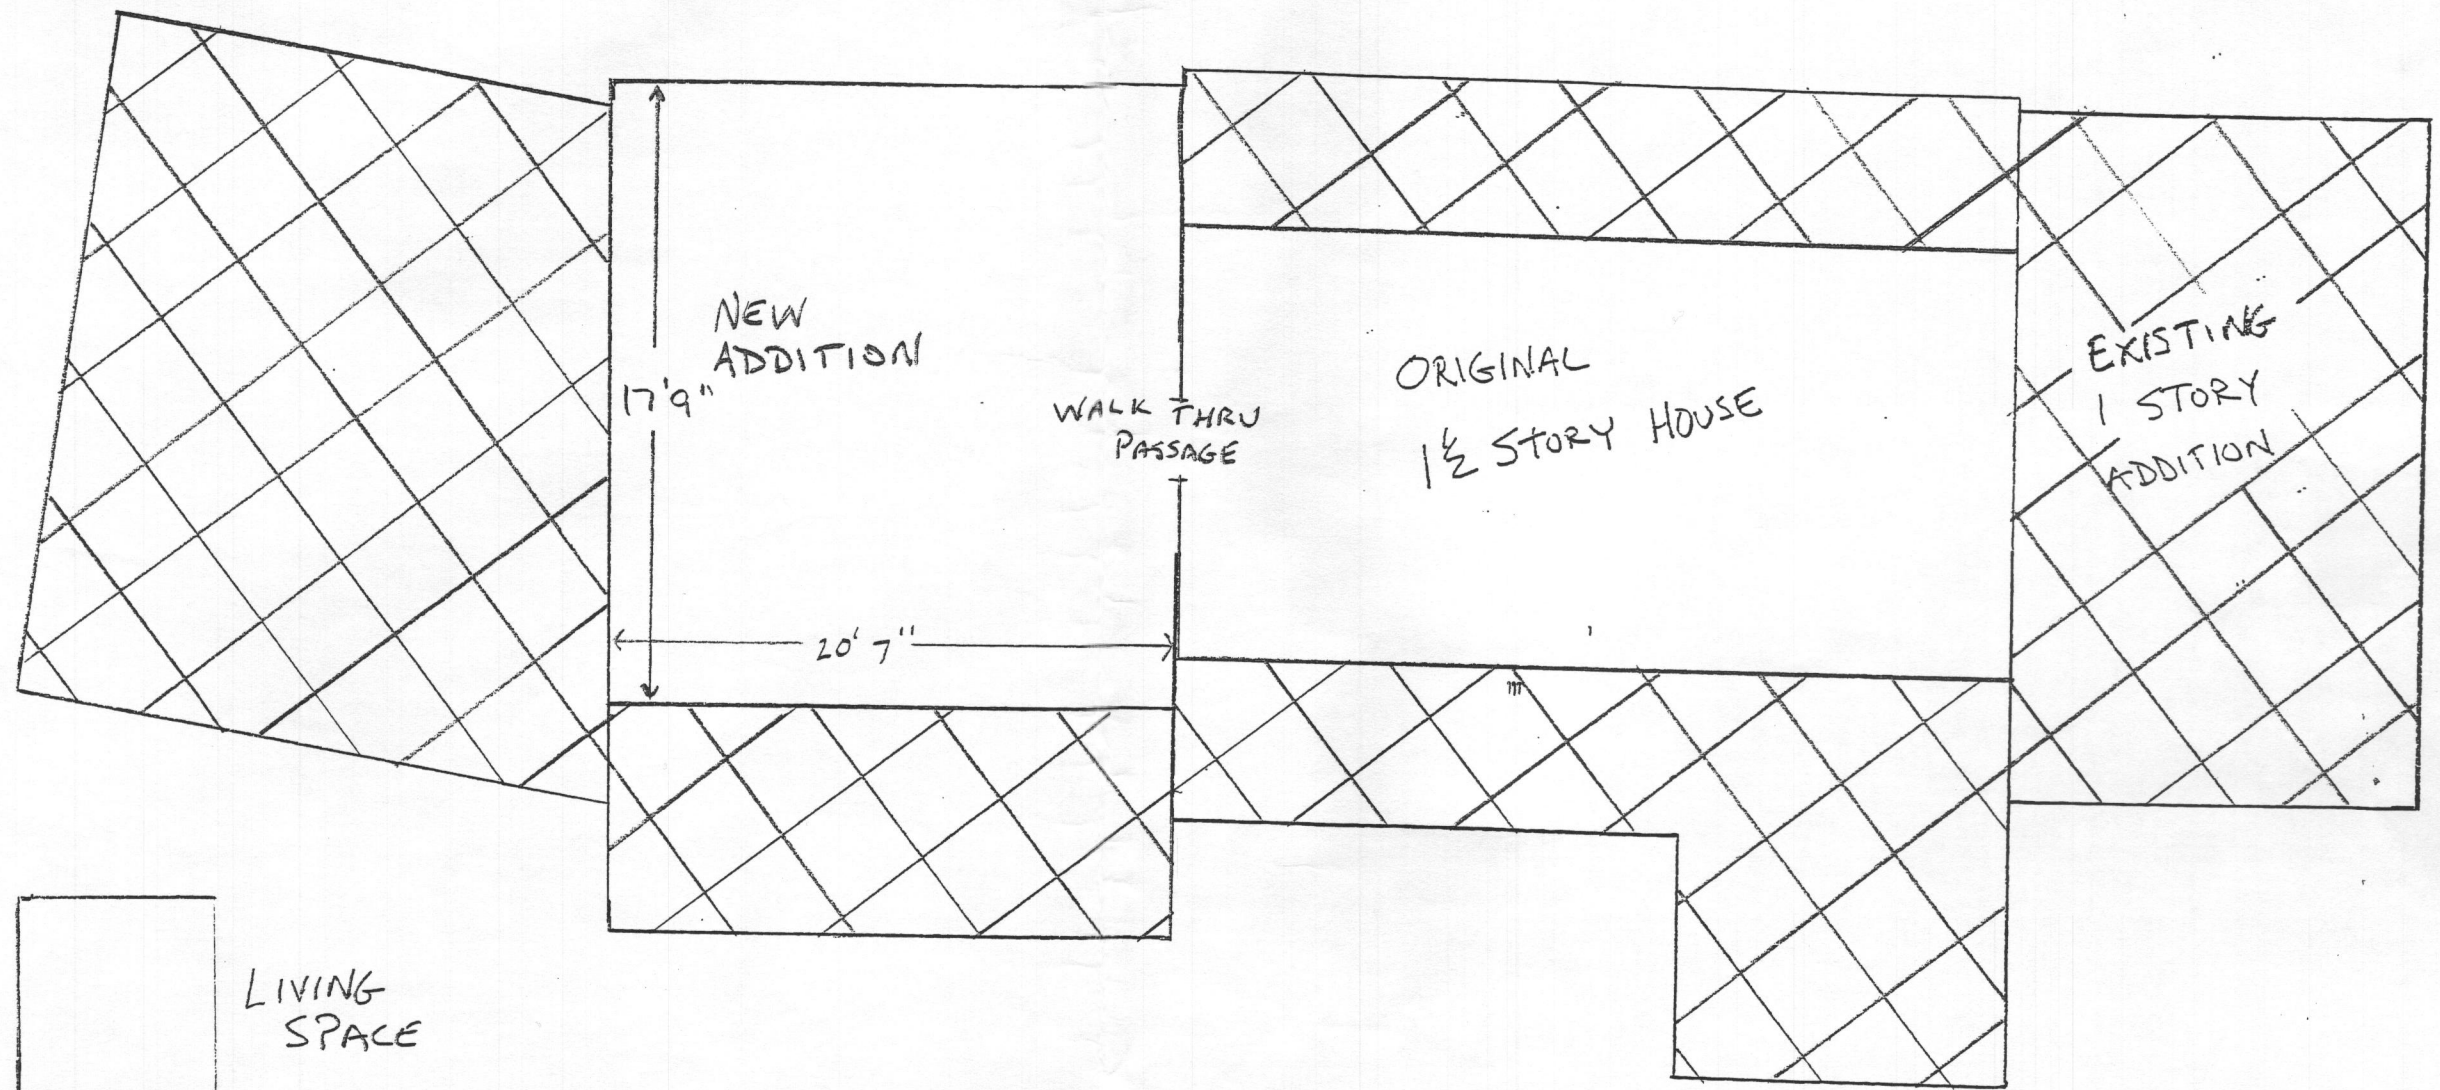 NEW
ADDITION
17'9"
20' 7"
WALK THRU
PASSAGE
ORIGINAL
1½ STORY HOUSE
EXISTING
1 STORY
ADDITION
LIVING
SPACE